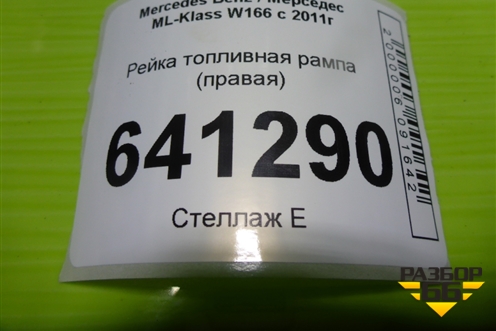 Mercedes Benz / Мерседес
ML-Klass W166 с 2011г
Рейка топливная рампа
(правая)
641290
Стеллаж Е
2000006091642
РАЗБОР
66